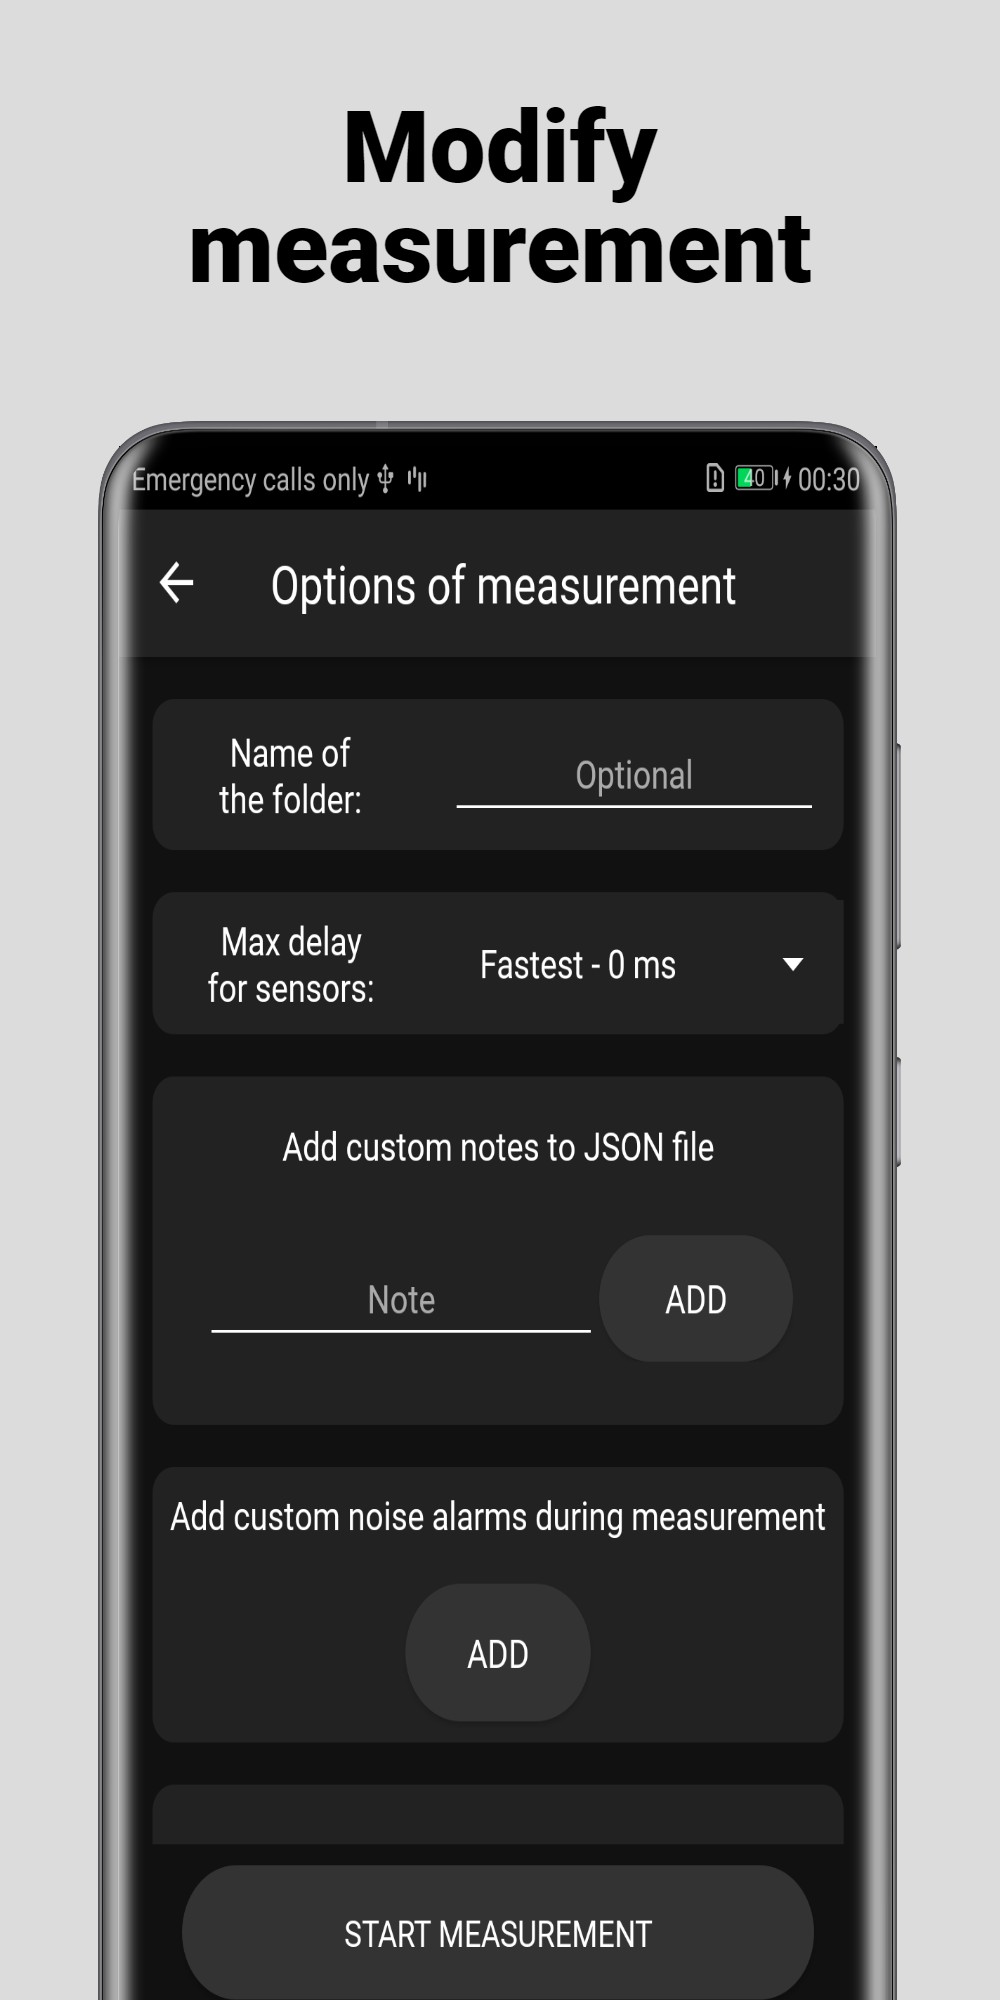 Modify
measurement
Emergency calls only
40
00:30
Options of measurement
Name of
the folder:
Optional
Max delay
for sensors:
Fastest - 0 ms
Add custom notes to JSON file
Note
ADD
Add custom noise alarms during measurement
ADD
START MEASUREMENT